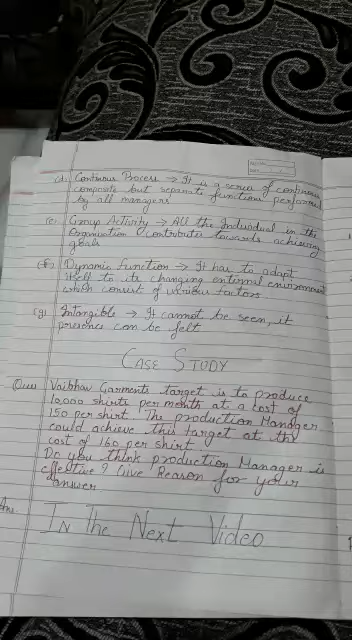 (d) Continuous Process → It is a series of continous
composite but separate functions performed
by all managers
(e) Group Activity → All the Individual in the
Organisation contributes towards achieving
goals
(f) Dynamic function → It has to adapt
itself to its changing external environment
which consist of various factors
(g) Intangible → It cannot be seen, it
presence can be felt
CASE STUDY
Ques Vaibhav Garments target is to produce
10,000 shirts per month at a cost of
150 per shirt The production Manager
could achieve this target at the
cost of 160 per shirt
Do you think production Manager is
effective? Give Reason for your
answer
Ans. In The Next Video